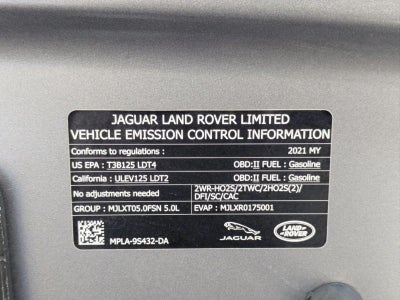 JAGUAR LAND ROVER LIMITED
VEHICLE EMISSION CONTROL INFORMATION
Conforms to regulations : 2021 MY
US EPA : T3B125 LDT4 OBD:II FUEL : Gasoline
California : ULEV125 LDT2 OBD:II FUEL : Gasoline
No adjustments needed 2WR-HO2S/2TWC/2HO2S(2)/
DFI/SC/CAC
GROUP : MJLXT05.0FSN 5.0L EVAP : MJLXR0175001
MPLA-9S432-DA JAGUAR LAND ROVER